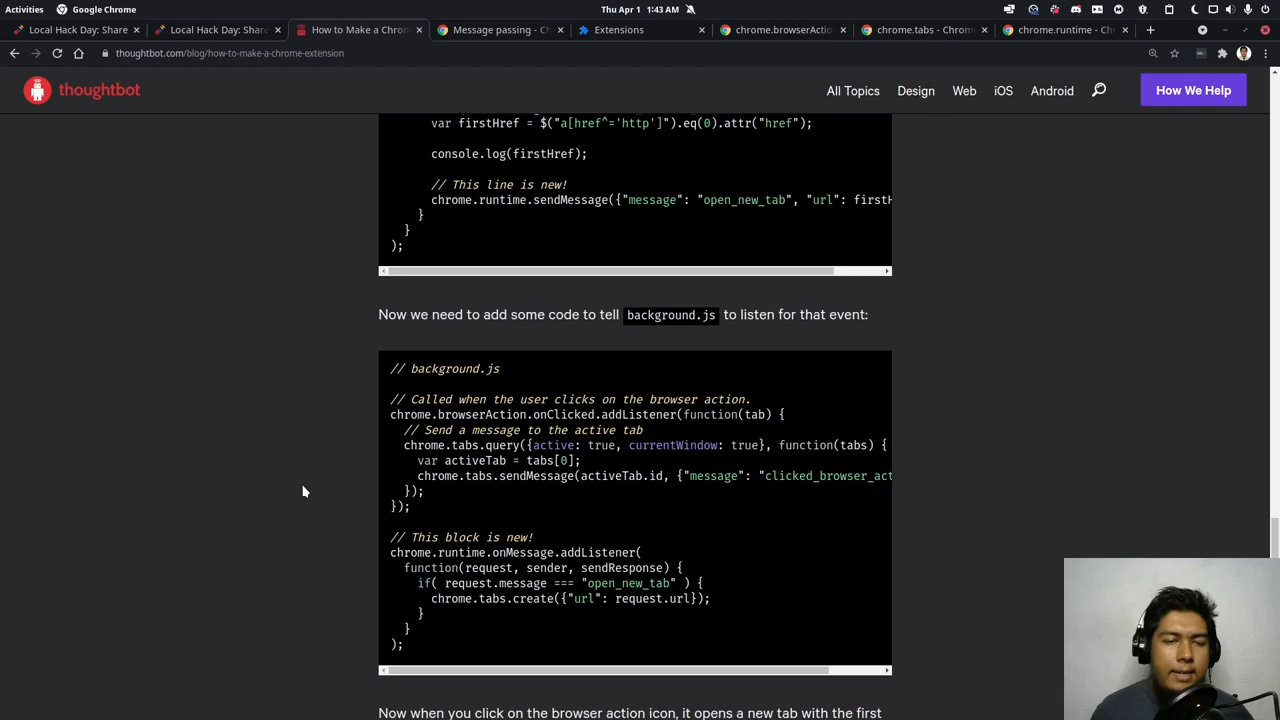 Activities
Google Chrome
Thu Apr 1 1:43 AM
Local Hack Day: Share
Local Hack Day: Share
How to Make a Chrom
Message passing - Ch
Extensions
chrome.browserActio
chrome.tabs - Chrom
chrome.runtime - Ch
thoughtbot.com/blog/how-to-make-a-chrome-extension
thoughtbot
All Topics
Design
Web
iOS
Android
How We Help
var firstHref = $("a[href^='http']").eq(0).attr("href");
console.log(firstHref);
// This line is new!
chrome.runtime.sendMessage({"message": "open_new_tab", "url": firstH
}
}
);
Now we need to add some code to tell background.js to listen for that event:
// background.js
// Called when the user clicks on the browser action.
chrome.browserAction.onClicked.addListener(function(tab) {
// Send a message to the active tab
chrome.tabs.query({active: true, currentWindow: true}, function(tabs) {
var activeTab = tabs[0];
chrome.tabs.sendMessage(activeTab.id, {"message": "clicked_browser_act
});
});
// This block is new!
chrome.runtime.onMessage.addListener(
function(request, sender, sendResponse) {
if( request.message === "open_new_tab" ) {
chrome.tabs.create({"url": request.url});
}
}
);
Now when you click on the browser action icon, it opens a new tab with the first